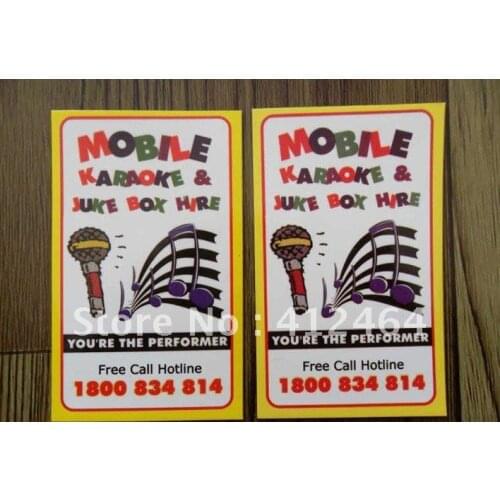 MOBILE
KARAOKE &
JUKE BOX HIRE
YOU'RE THE PERFORMER
Free Call Hotline
1800 834 814
MOBILE
KARAOKE &
JUKE BOX HIRE
YOU'RE THE PERFORMER
Free Call Hotline
1800 834 814
Store No: 412464